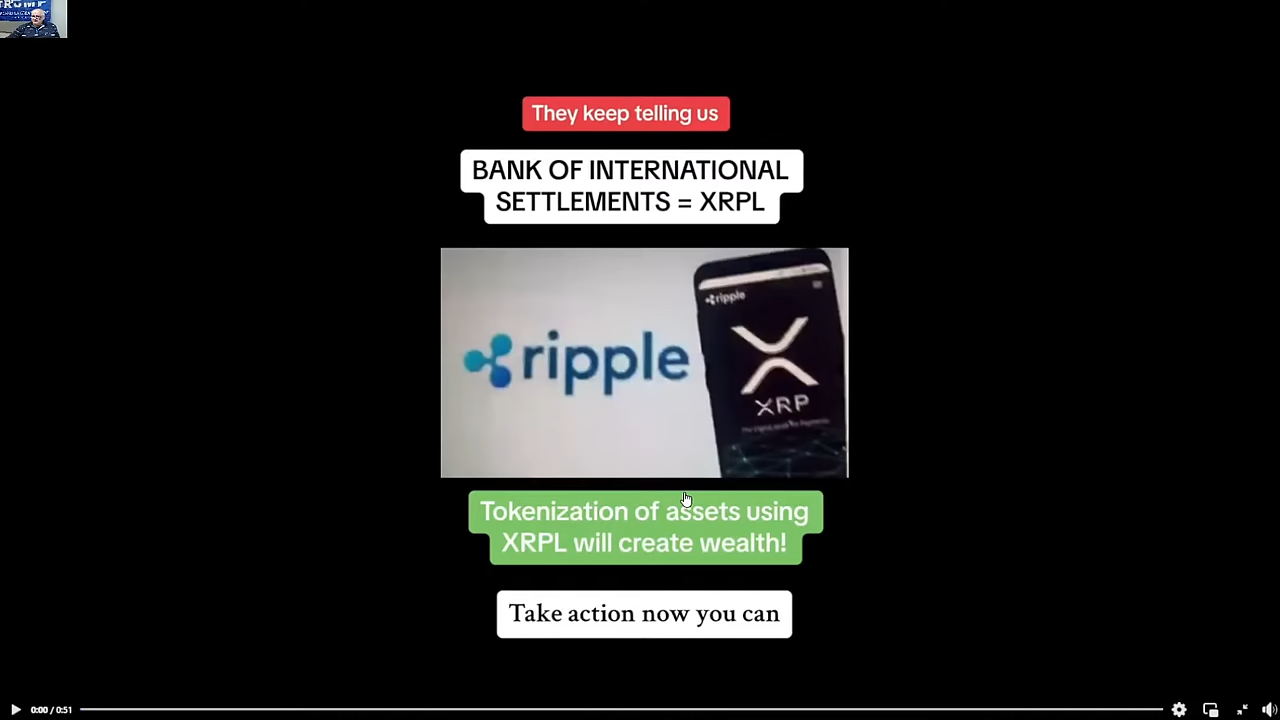 TRUMP
They keep telling us
BANK OF INTERNATIONAL
SETTLEMENTS = XRPL
ripple
ripple
XRP
Tokenization of assets using
XRPL will create wealth!
Take action now you can
0:00 / 0:51